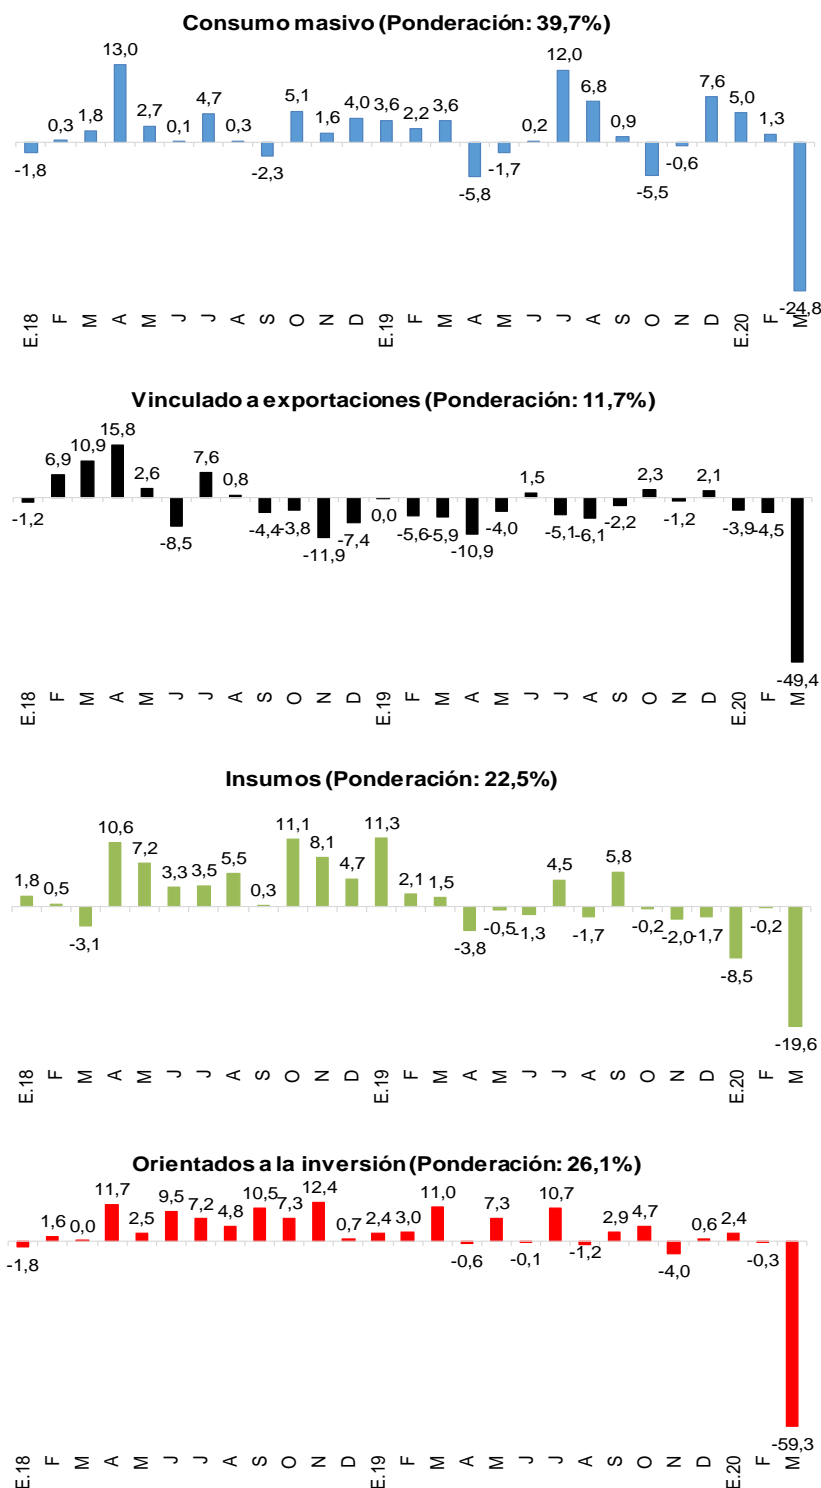 Consumo masivo (Ponderación: 39,7%)
-1,8 0,3 1,8 13,0 2,7 0,1 4,7 0,3 -2,3 5,1 1,6 4,0 3,6 2,2 3,6 -5,8 -1,7 0,2 12,0 6,8 0,9 -5,5 -0,6 7,6 5,0 1,3 -24,8
E.18 F M A M J J A S O N D E.19 F M A M J J A S O N D E.20 F M
Vinculado a exportaciones (Ponderación: 11,7%)
-1,2 6,9 10,9 15,8 2,6 -8,5 7,6 0,8 -4,4 -3,8 -11,9 -7,4 0,0 -5,6 -5,9 -10,9 -4,0 1,5 -5,1 -6,1 -2,2 2,3 -1,2 2,1 -3,9 -4,5 -49,4
E.18 F M A M J J A S O N D E.19 F M A M J J A S O N D E.20 F M
Insumos (Ponderación: 22,5%)
1,8 0,5 -3,1 10,6 7,2 3,3 3,5 5,5 0,3 11,1 8,1 4,7 11,3 2,1 1,5 -3,8 -0,5 -1,3 4,5 -1,7 5,8 -0,2 -2,0 -1,7 -8,5 -0,2 -19,6
E.18 F M A M J J A S O N D E.19 F M A M J J A S O N D E.20 F M
Orientados a la inversión (Ponderación: 26,1%)
-1,8 1,6 0,0 11,7 2,5 9,5 7,2 4,8 10,5 7,3 12,4 0,7 2,4 3,0 11,0 -0,6 7,3 -0,1 10,7 -1,2 2,9 4,7 -4,0 0,6 2,4 -0,3 -59,3
E.18 F M A M J J A S O N D E.19 F M A M J J A S O N D E.20 F M